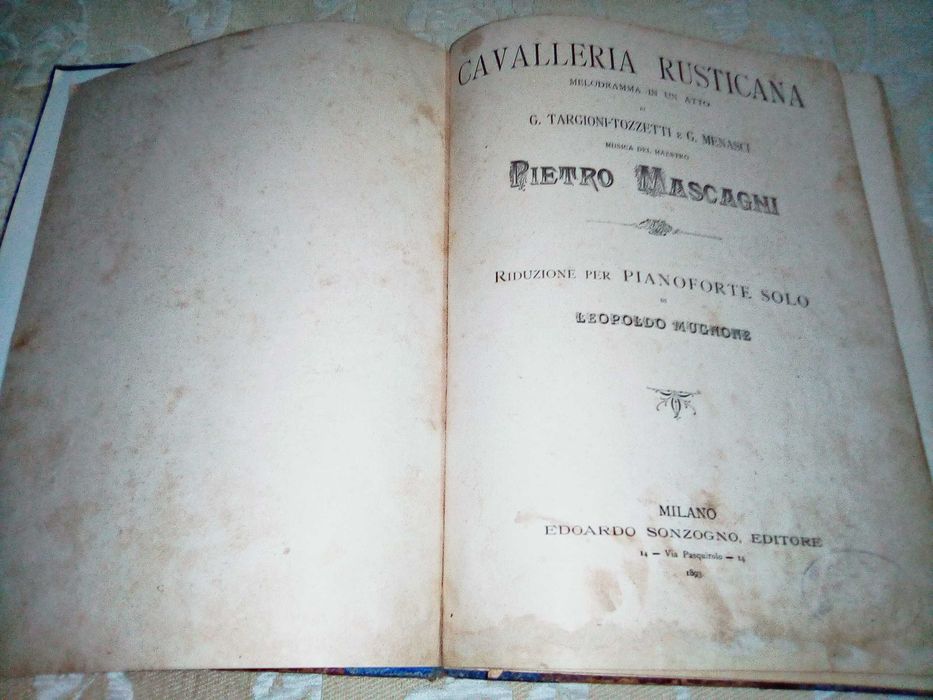 CAVALLERIA RUSTICANA
MELODRAMMA IN UN ATTO
DI
G. TARGIONI-TOZZETTI E G. MENASCI
MUSICA DEL MAESTRO
PIETRO MASCAGNI
RIDUZIONE PER PIANOFORTE SOLO
DI
LEOPOLDO MUGNONE
MILANO
EDOARDO SONZOGNO, EDITORE
14 — Via Pasquirolo — 14
1893